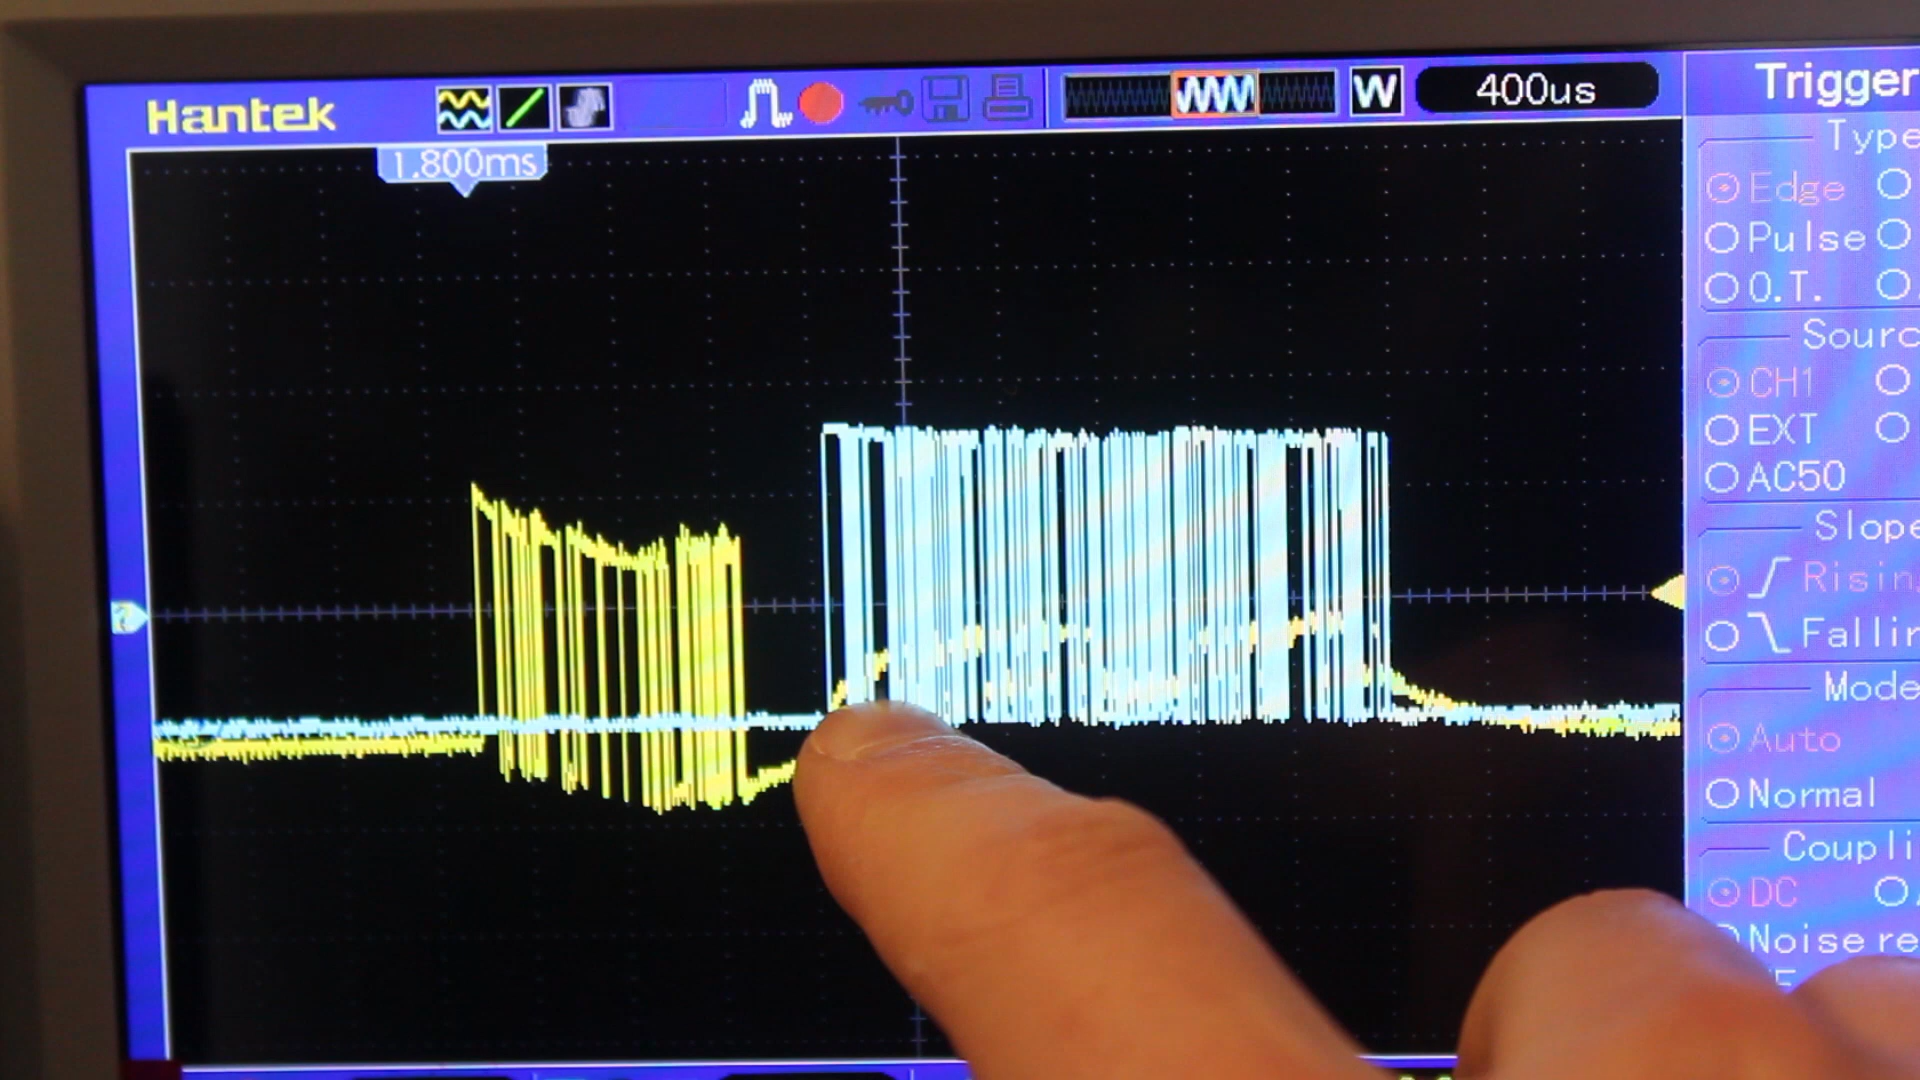 Hantek
W
400us
Trigger
1.800ms
Type
Edge
Pulse
O.T.
Sourc
CH1
EXT
AC50
Slope
Risin
Fallin
Mode
Auto
Normal
Coupli
DC
Noise re